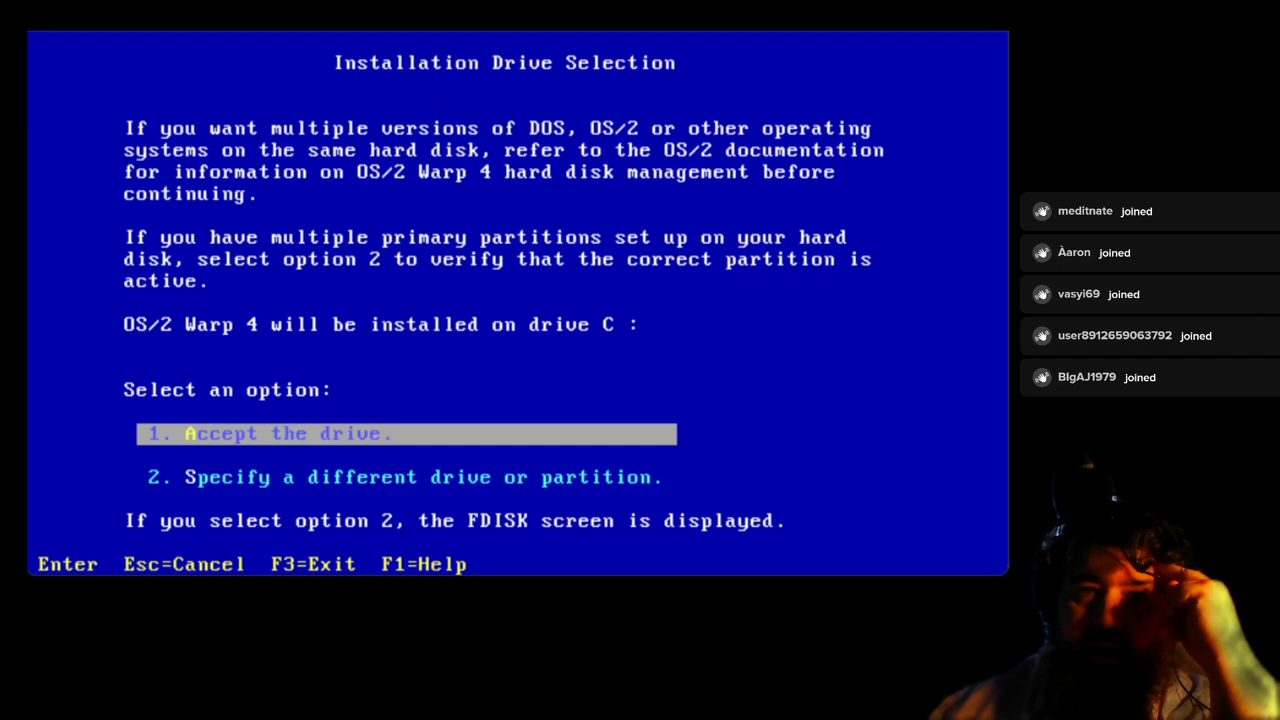 Installation Drive Selection
If you want multiple versions of DOS, OS/2 or other operating
systems on the same hard disk, refer to the OS/2 documentation
for information on OS/2 Warp 4 hard disk management before
continuing.
If you have multiple primary partitions set up on your hard
disk, select option 2 to verify that the correct partition is
active.
OS/2 Warp 4 will be installed on drive C :
Select an option:
1. Accept the drive.
2. Specify a different drive or partition.
If you select option 2, the FDISK screen is displayed.
Enter  Esc=Cancel  F3=Exit  F1=Help
meditnate joined
Àaron joined
vasyi69 joined
user8912659063792 joined
BIgAJ1979 joined